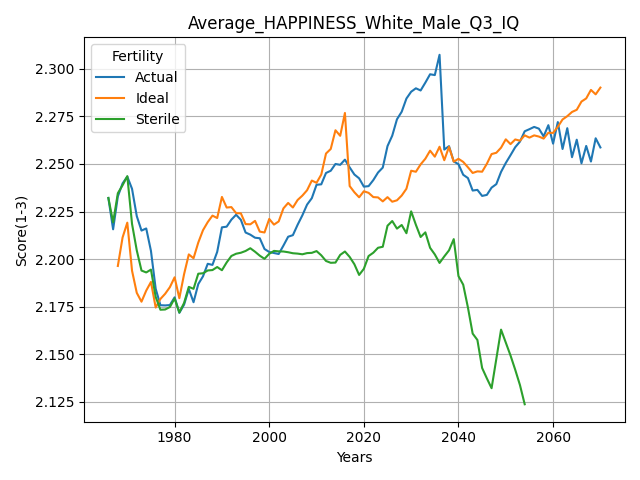 Average_HAPPINESS_White_Male_Q3_IQ
Fertility
Actual
Ideal
Sterile
Score(1-3)
2.300
2.275
2.250
2.225
2.200
2.175
2.150
2.125
1980 2000 2020 2040 2060
Years